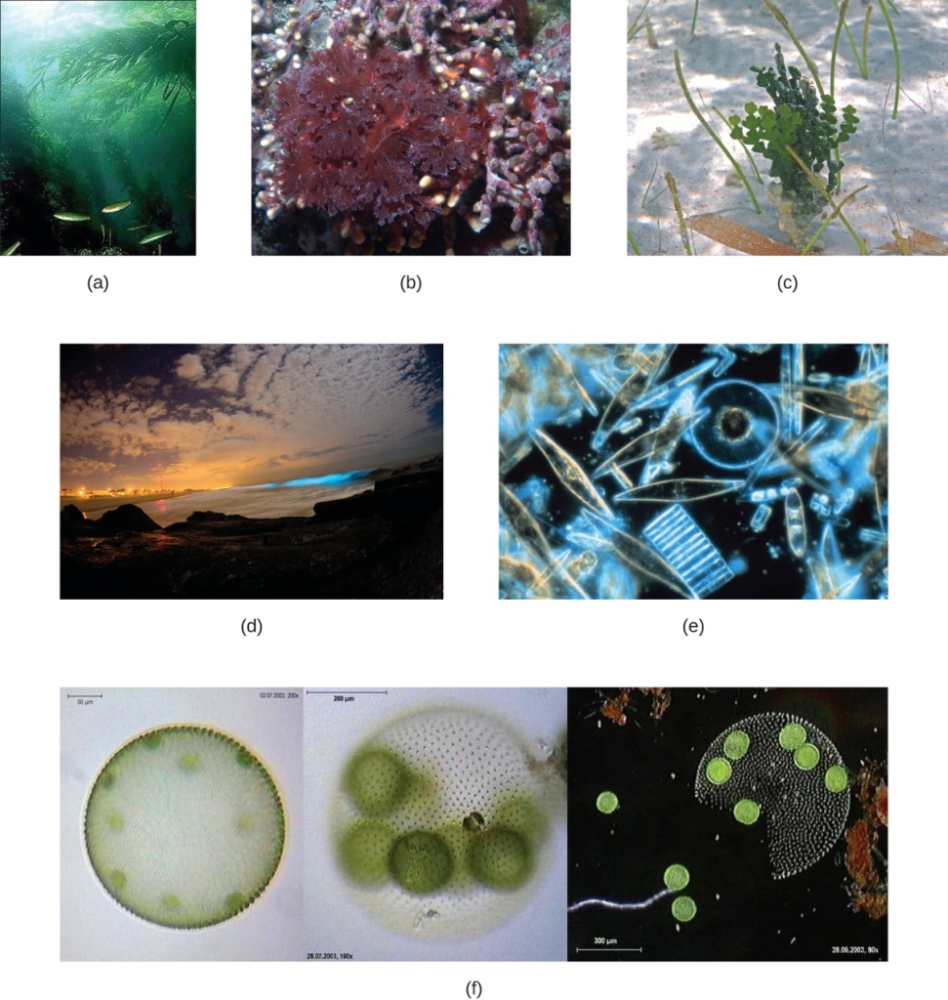 (a)
(b)
(c)
(d)
(e)
50 µm
02.07.2003, 200x
200 µm
29.07.2003, 160x
300 µm
28.06.2003, 80x
(f)